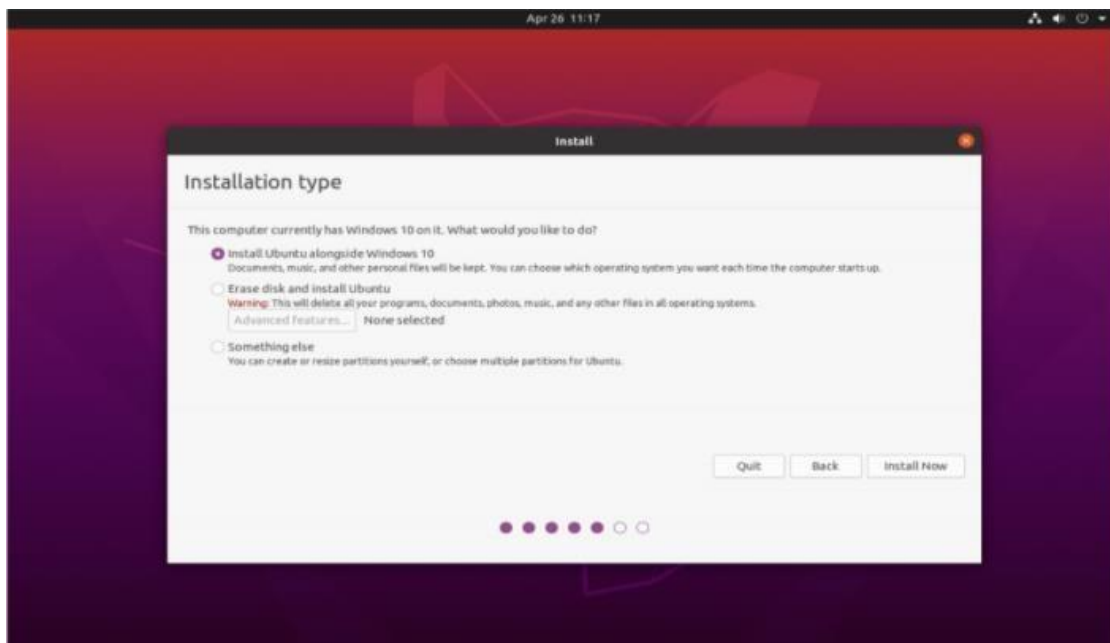 Apr 26 11:17
Install
Installation type
This computer currently has Windows 10 on it. What would you like to do?
Install Ubuntu alongside Windows 10
Documents, music, and other personal files will be kept. You can choose which operating system you want each time the computer starts up.
Erase disk and install Ubuntu
Warning: This will delete all your programs, documents, photos, music, and any other files in all operating systems.
Advanced features... None selected
Something else
You can create or resize partitions yourself, or choose multiple partitions for Ubuntu.
Quit Back Install Now